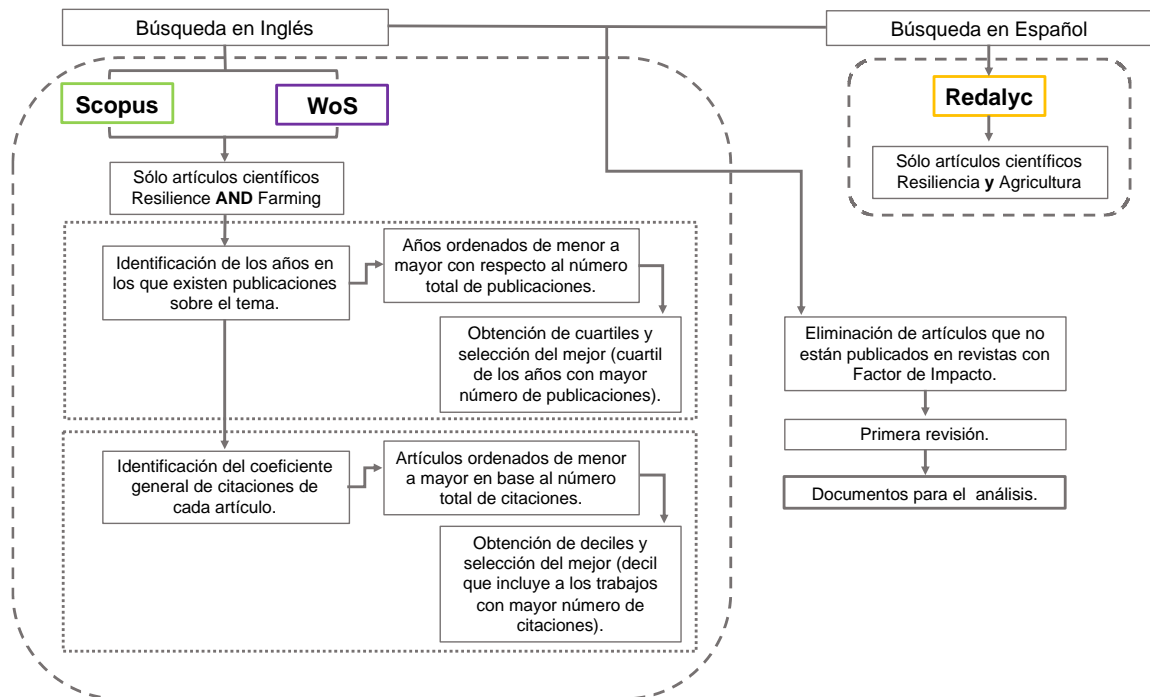 Búsqueda en Inglés
Búsqueda en Español
Scopus
WoS
Redalyc
Sólo artículos científicos
Resilience AND Farming
Sólo artículos científicos
Resiliencia y Agricultura
Identificación de los años en
los que existen publicaciones
sobre el tema.
Años ordenados de menor a
mayor con respecto al número
total de publicaciones.
Obtención de cuartiles y
selección del mejor (cuartil
de los años con mayor
número de publicaciones).
Identificación del coeficiente
general de citaciones de
cada artículo.
Artículos ordenados de menor
a mayor en base al número
total de citaciones.
Obtención de deciles y
selección del mejor (decil
que incluye a los trabajos
con mayor número de
citaciones).
Eliminación de artículos que no
están publicados en revistas con
Factor de Impacto.
Primera revisión.
Documentos para el análisis.